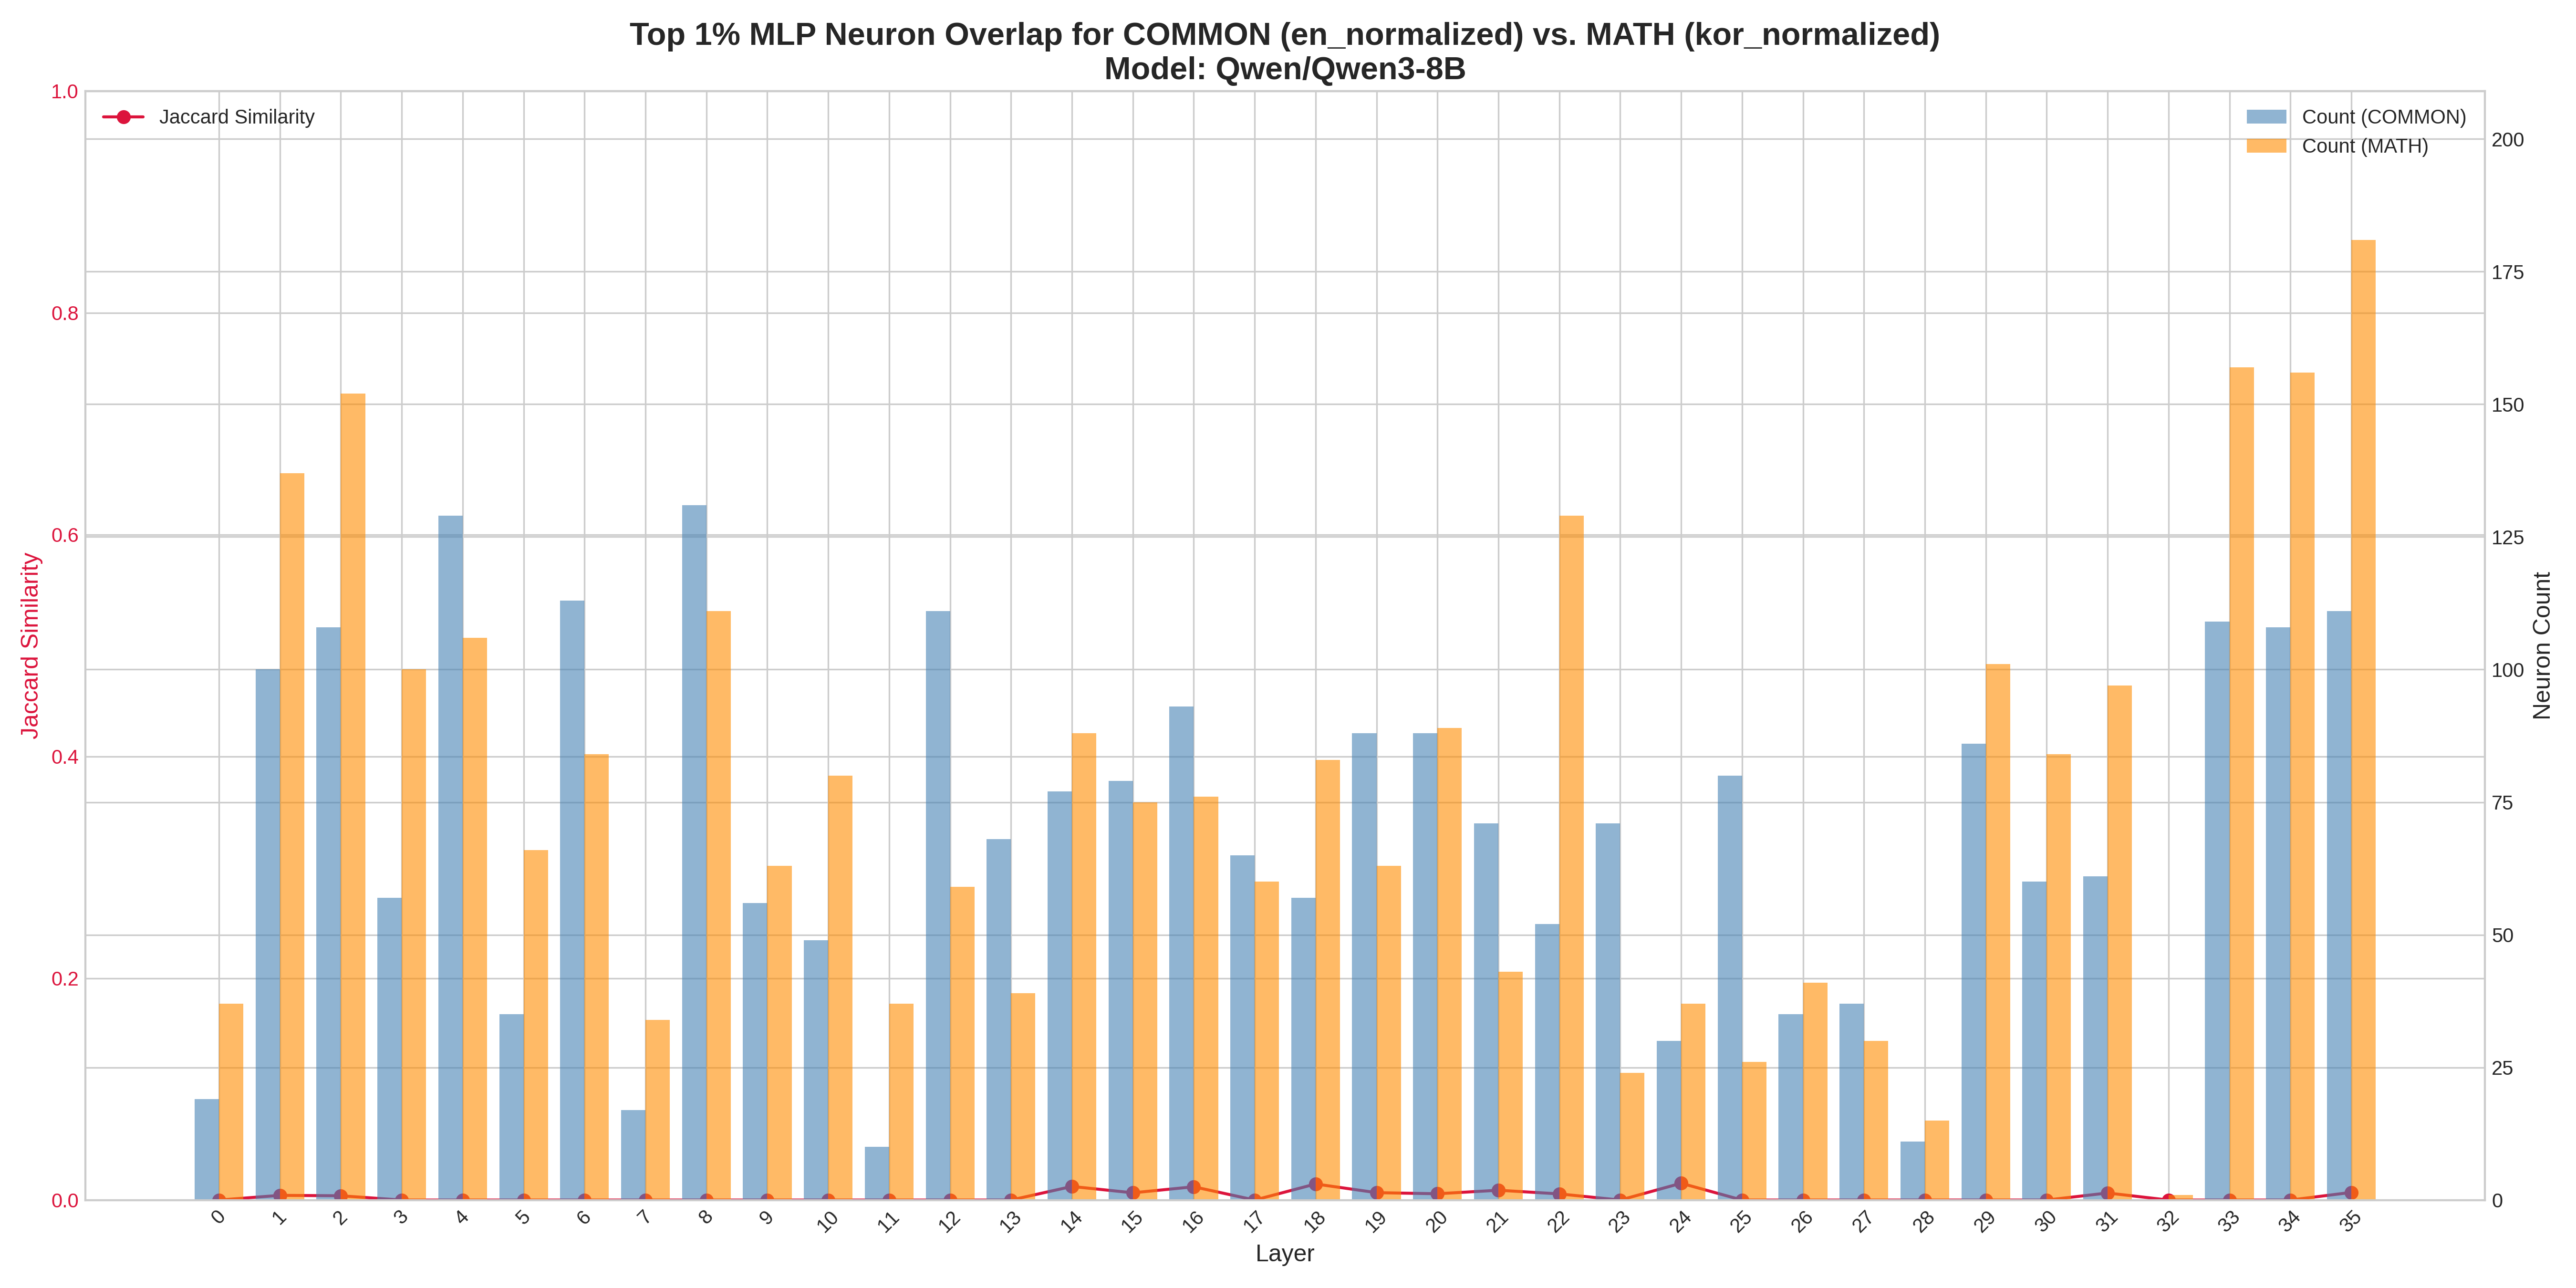 Top 1% MLP Neuron Overlap for COMMON (en_normalized) vs. MATH (kor_normalized)
Model: Qwen/Qwen3-8B
Jaccard Similarity
Count (COMMON)
Count (MATH)
1.0
0.8
0.6
0.4
0.2
0.0
Jaccard Similarity
200
175
150
125
100
75
50
25
0
Neuron Count
0 1 2 3 4 5 6 7 8 9 10 11 12 13 14 15 16 17 18 19 20 21 22 23 24 25 26 27 28 29 30 31 32 33 34 35
Layer